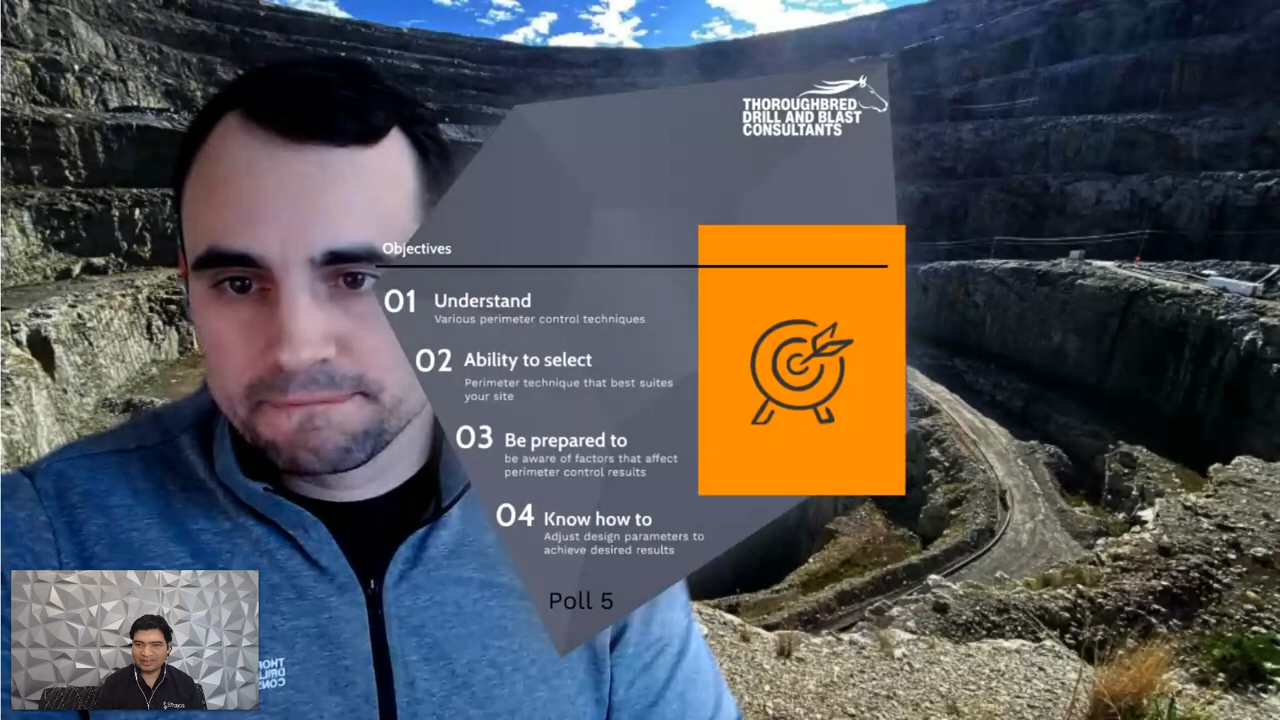 THOROUGHBRED
DRILL AND BLAST
CONSULTANTS
Objectives
01 Understand
Various perimeter control techniques
02 Ability to select
Perimeter technique that best suites
your site
03 Be prepared to
be aware of factors that affect
perimeter control results
04 Know how to
Adjust design parameters to
achieve desired results
Poll 5